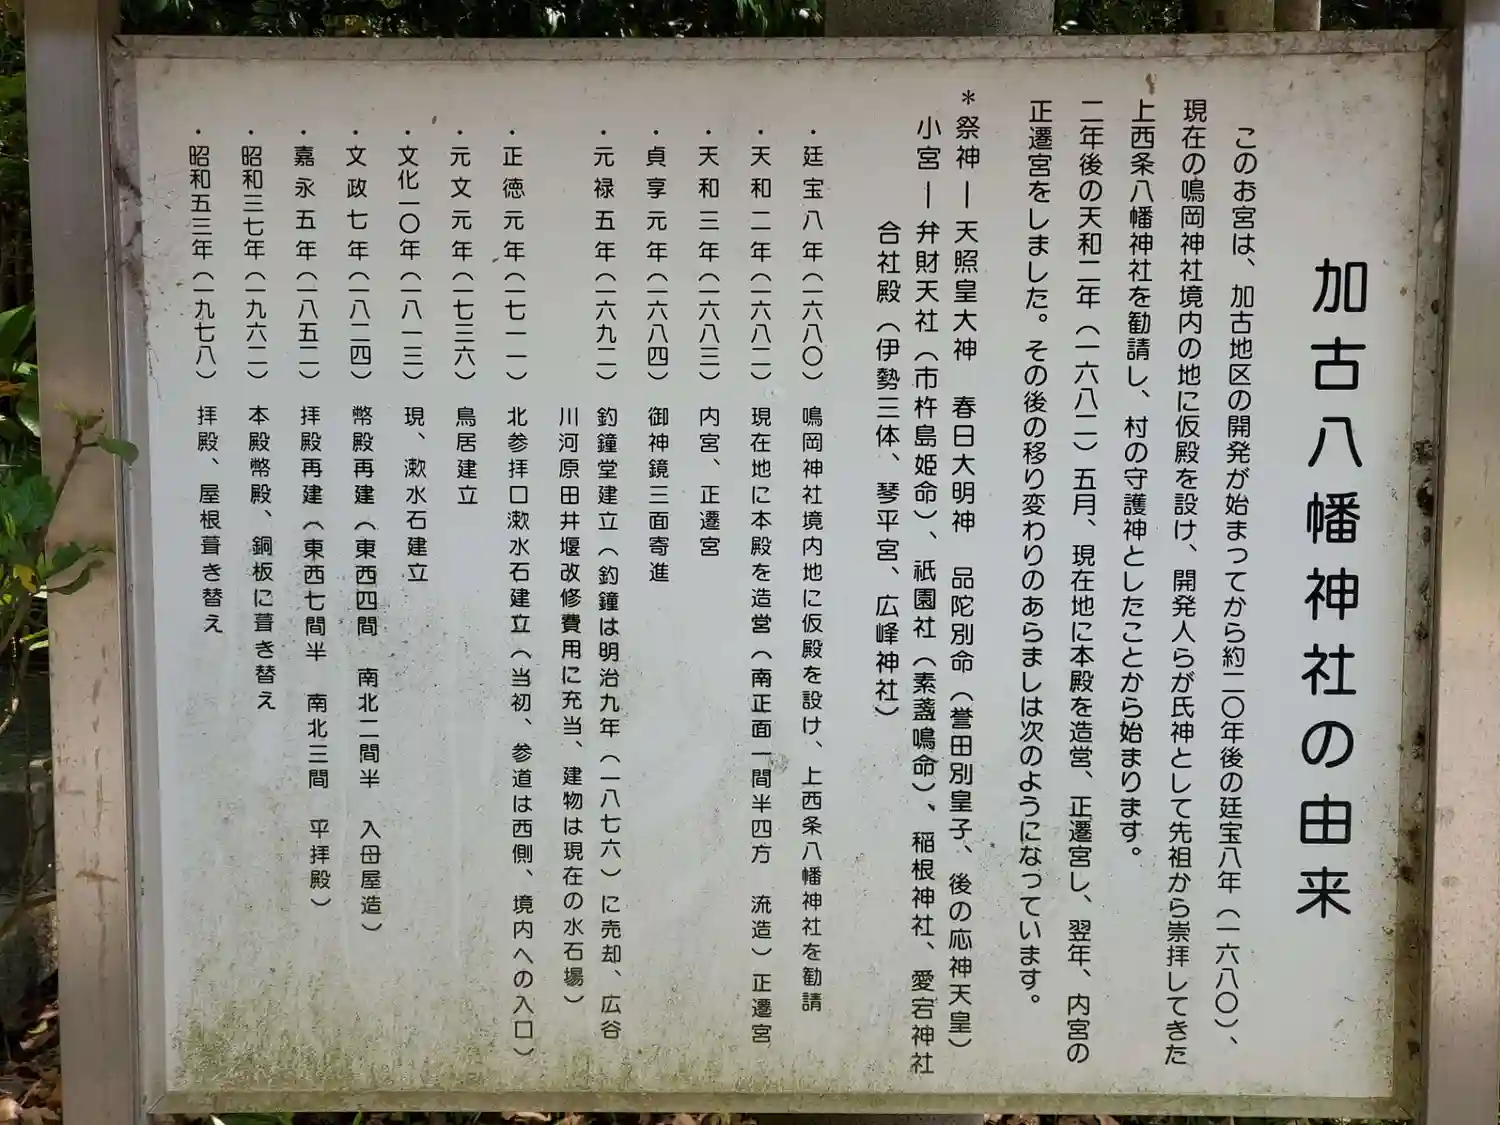 加古八幡神社の由来
このお宮は、加古地区の開発が始まってから約二〇年後の廷宝八年（一六八〇）、
現在の鳴岡神社境内の地に仮殿を設け、開発人らが氏神として先祖から崇拝してきた
上西条八幡神社を勧請し、村の守護神としたことから始まります。
二年後の天和二年（一六八二）五月、現在地に本殿を造営、正遷宮し、翌年、内宮の
正遷宮をしました。その後の移り変わりのあらましは次のようになっています。
＊祭神ー天照皇大神　春日大明神　品陀別命（誉田別皇子、後の応神天皇）
小宮ー弁財天社（市杵島姫命）、祇園社（素盞鳴命）、稲根神社、愛宕神社
合社殿（伊勢三体、琴平宮、広峰神社）
・廷宝八年（一六八〇）　鳴岡神社境内地に仮殿を設け、上西条八幡神社を勧請
・天和二年（一六八二）　現在地に本殿を造営（南正面一間半四方　流造）正遷宮
・天和三年（一六八三）　内宮、正遷宮
・貞享元年（一六八四）　御神鏡三面寄進
・元禄五年（一六九二）　釣鐘堂建立（釣鐘は明治九年（一八七六）に売却、広谷
川河原田井堰改修費用に充当、建物は現在の水石場）
・正徳元年（一七一一）　北参拝口漱水石建立（当初、参道は西側、境内への入口）
・元文元年（一七三六）　鳥居建立
・文化一〇年（一八一三）　現、漱水石建立
・文政七年（一八二四）　幣殿再建（東西四間　南北二間半　入母屋造）
・嘉永五年（一八五二）　拝殿再建（東西七間半　南北三間　平拝殿）
・昭和三七年（一九六二）　本殿幣殿、銅板に葺き替え
・昭和五三年（一九七八）　拝殿、屋根葺き替え